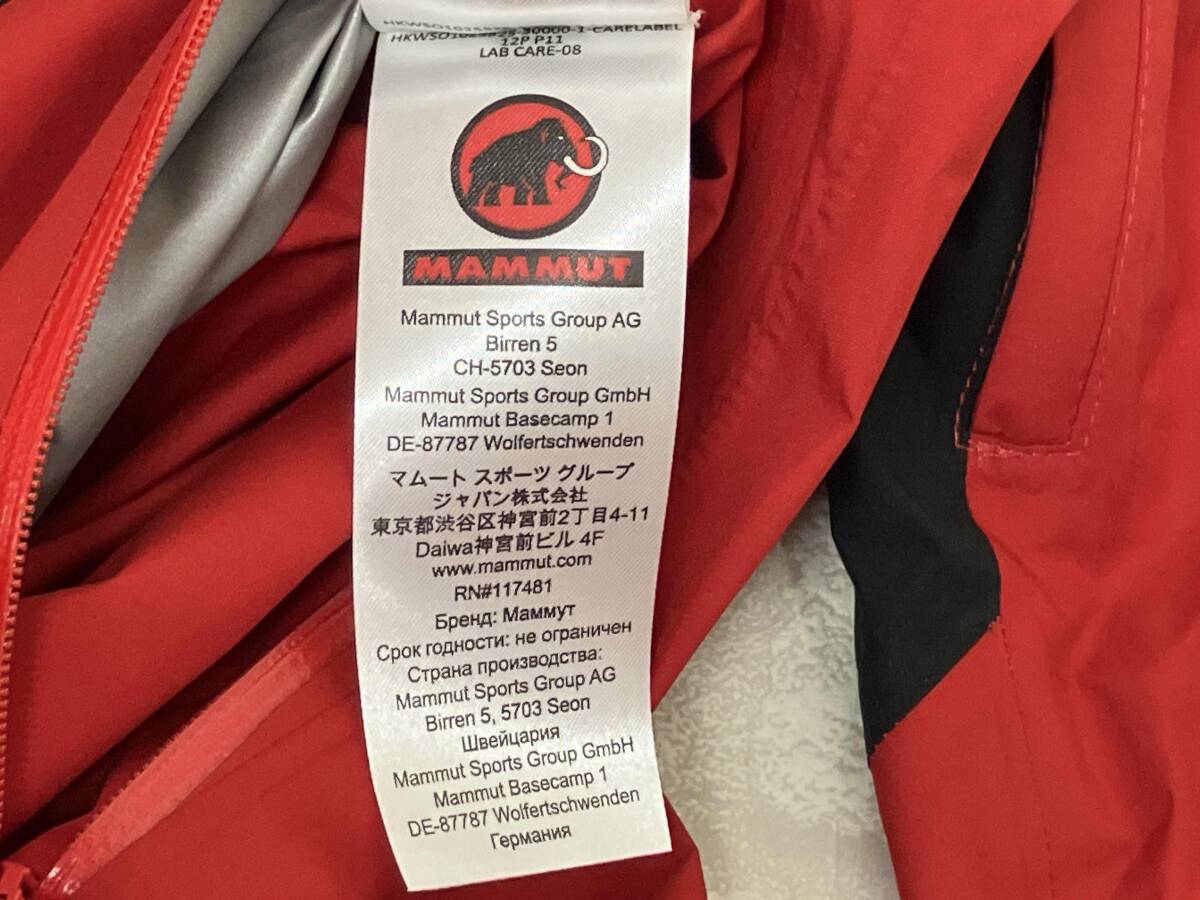 12P P11
LAB CARE-08
MAMMUT
Mammut Sports Group AG
Birren 5
CH-5703 Seon
Mammut Sports Group GmbH
Mammut Basecamp 1
DE-87787 Wolfertschwenden
マムート スポーツ グループ
ジャパン株式会社
東京都渋谷区神宮前2丁目4-11
Daiwa神宮前ビル 4F
www.mammut.com
RN#117481
Бренд: Маммут
Срок годности: не ограничен
Страна производства:
Mammut Sports Group AG
Birren 5, 5703 Seon
Швейцария
Mammut Sports Group GmbH
Mammut Basecamp 1
DE-87787 Wolfertschwenden
Германия